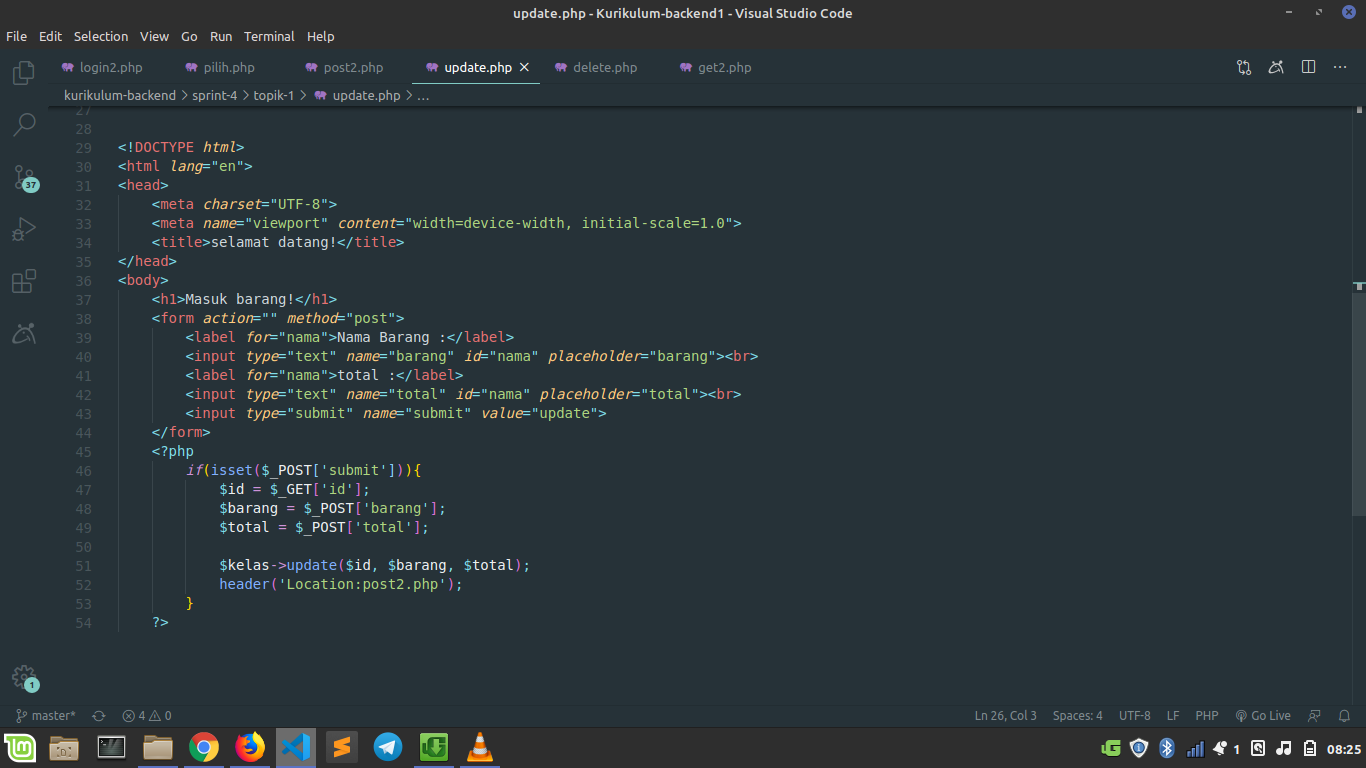 update.php - Kurikulum-backend1 - Visual Studio Code
File Edit Selection View Go Run Terminal Help
login2.php pilih.php post2.php update.php delete.php get2.php
kurikulum-backend > sprint-4 > topik-1 > update.php > ...
27
28
29 <!DOCTYPE html>
30 <html lang="en">
31 <head>
32 <meta charset="UTF-8">
33 <meta name="viewport" content="width=device-width, initial-scale=1.0">
34 <title>selamat datang!</title>
35 </head>
36 <body>
37 <h1>Masuk barang!</h1>
38 <form action="" method="post">
39 <label for="nama">Nama Barang :</label>
40 <input type="text" name="barang" id="nama" placeholder="barang"><br>
41 <label for="nama">total :</label>
42 <input type="text" name="total" id="nama" placeholder="total"><br>
43 <input type="submit" name="submit" value="update">
44 </form>
45 <?php
46 if(isset($_POST['submit'])){
47 $id = $_GET['id'];
48 $barang = $_POST['barang'];
49 $total = $_POST['total'];
50
51 $kelas->update($id, $barang, $total);
52 header('Location:post2.php');
53 }
54 ?>
37
1
master* 4 0 Ln 26, Col 3 Spaces: 4 UTF-8 LF PHP Go Live
1 08:25